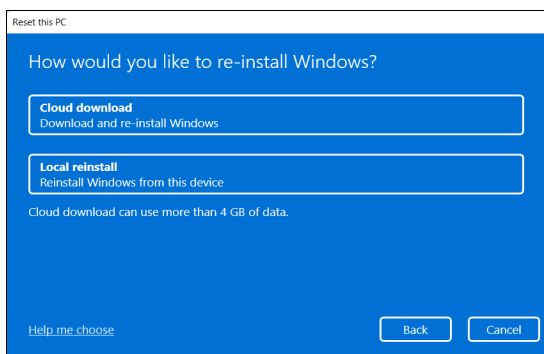 Reset this PC
How would you like to re-install Windows?
Cloud download
Download and re-install Windows
Local reinstall
Reinstall Windows from this device
Cloud download can use more than 4 GB of data.
Help me choose
Back
Cancel